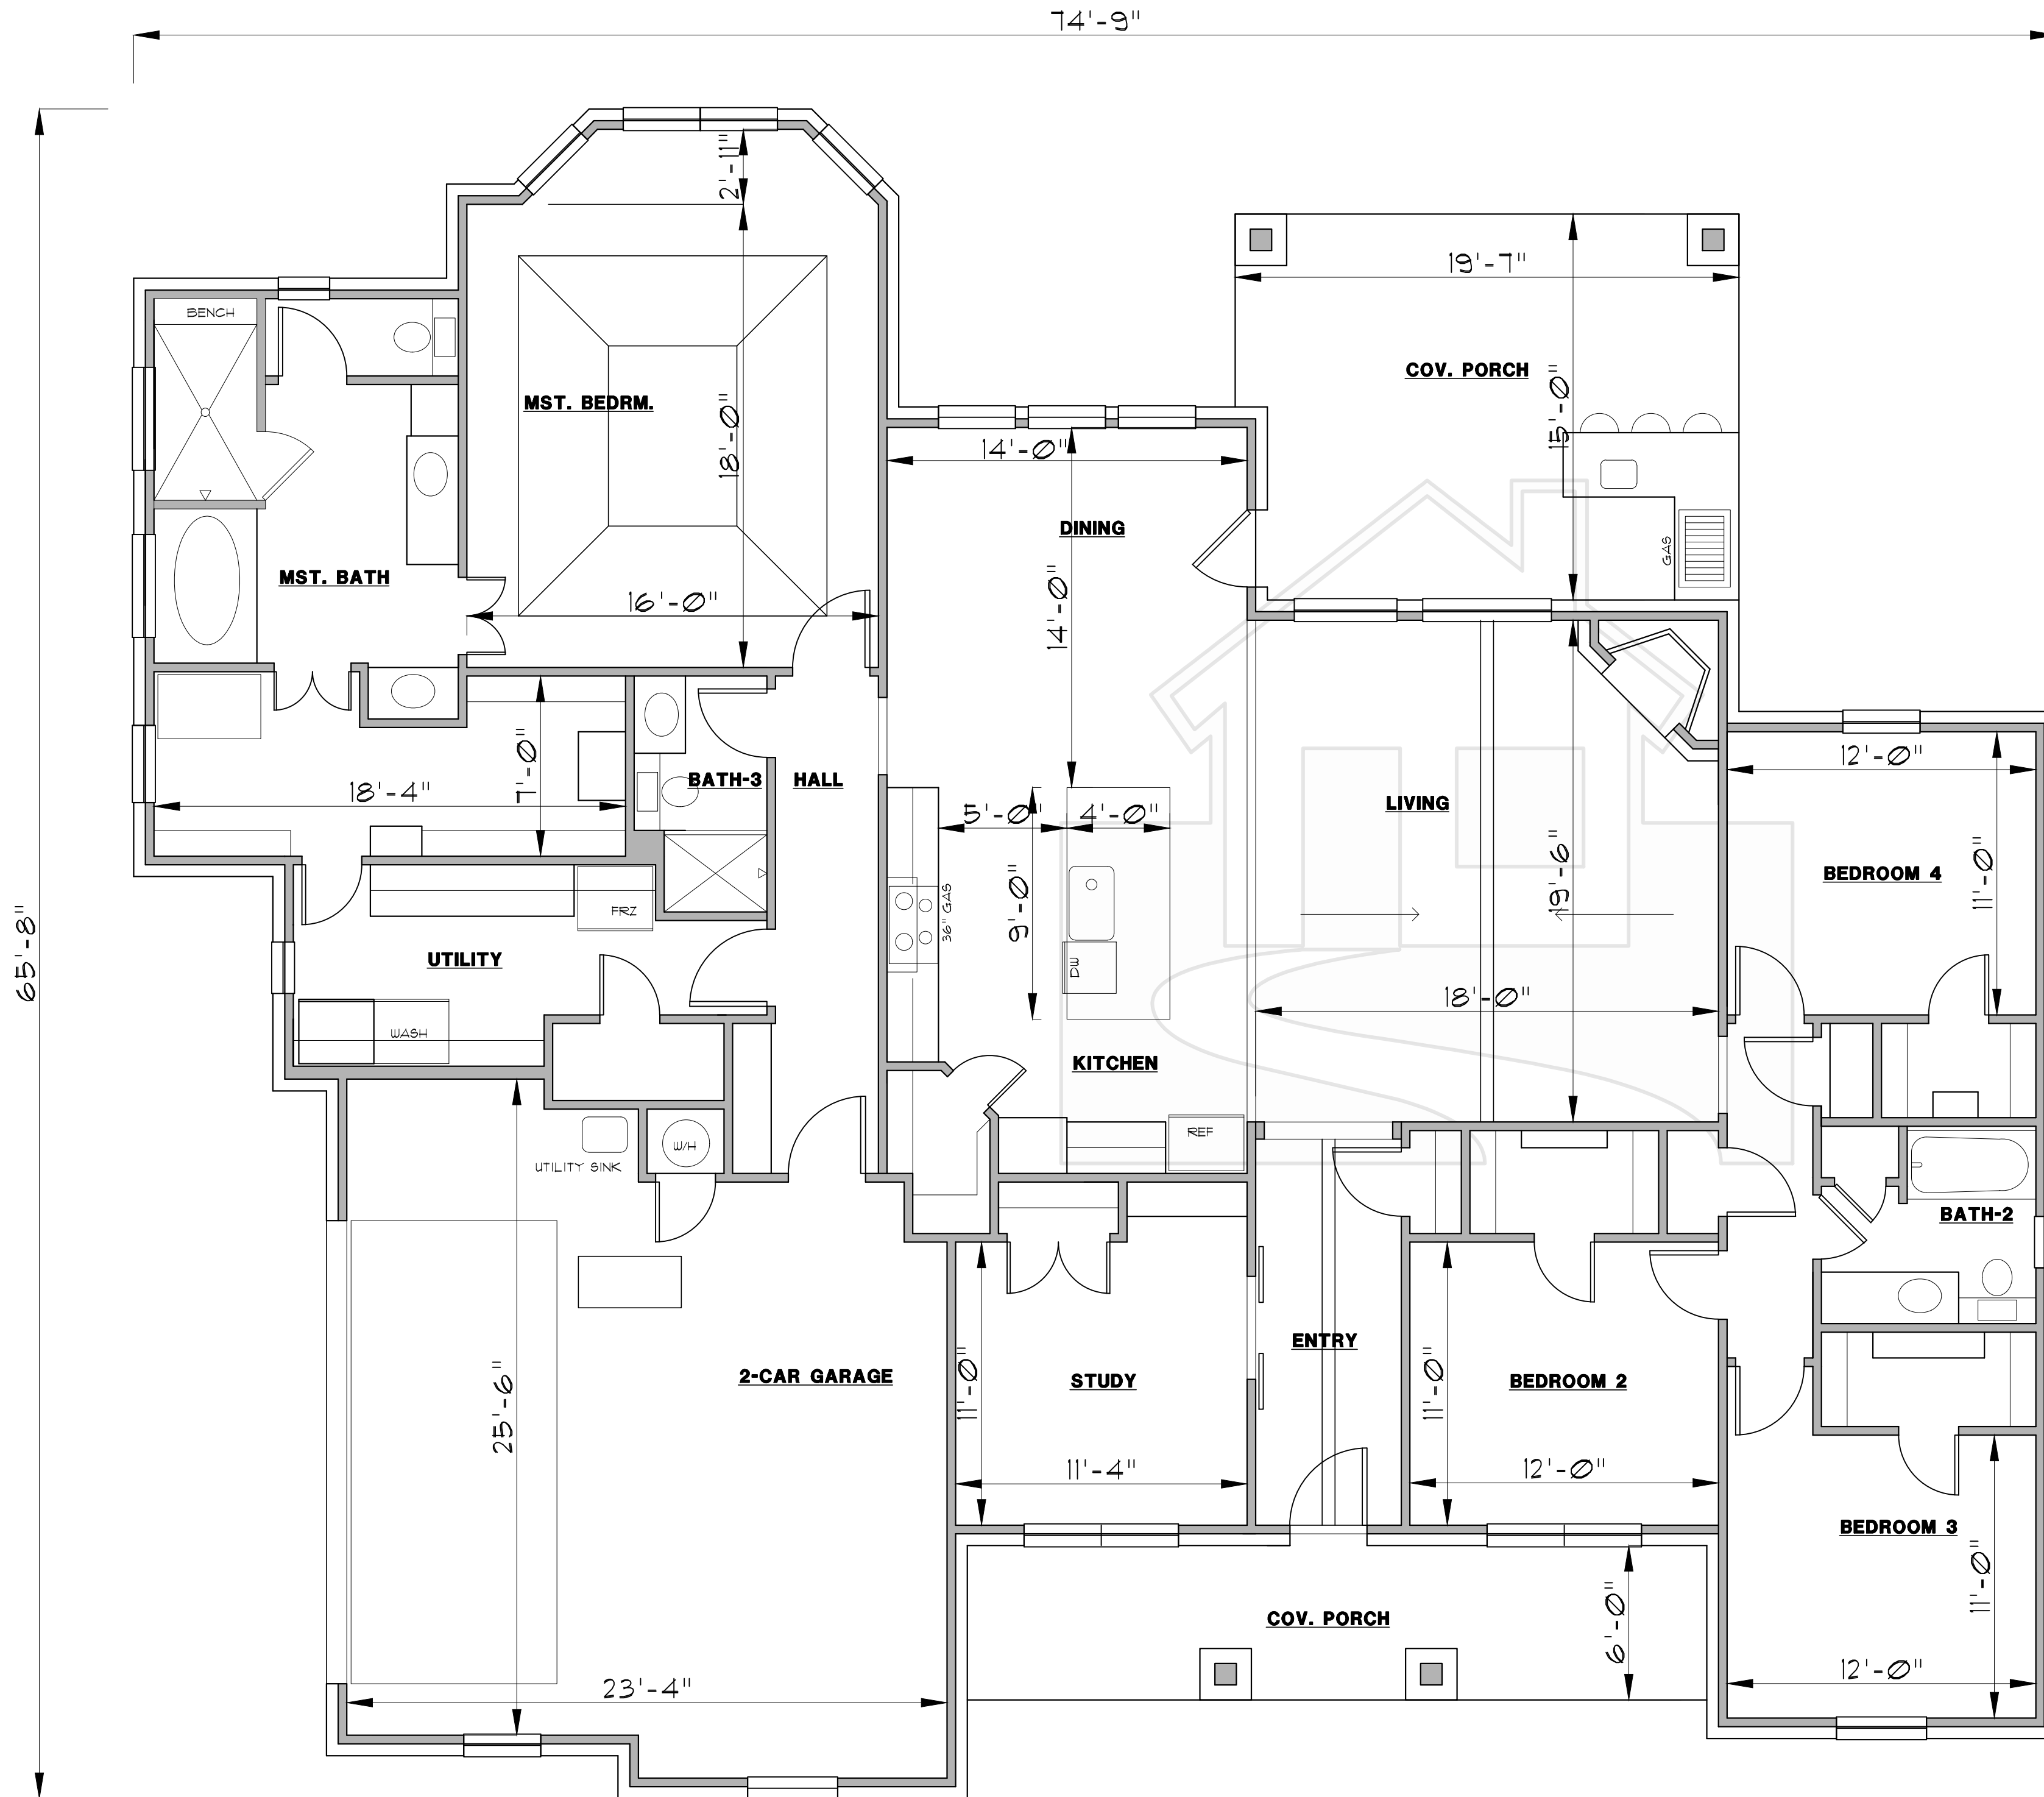 74'-9"
2'-11"
19'-7"
BENCH
COV. PORCH
15'-0"
MST. BEDRM.
18'-0"
14'-0"
DINING
GAS
MST. BATH
16'-0"
14'-0"
12'-0"
7'-0"
BATH-3
HALL
18'-4"
LIVING
5'-0"
4'-0"
19'-6"
BEDROOM 4
11'-0"
9'-0"
36" GAS
FRZ
65'-8"
UTILITY
DW
18'-0"
WASH
KITCHEN
REF
W/H
UTILITY SINK
BATH-2
ENTRY
2-CAR GARAGE
11'-0"
STUDY
11'-0"
BEDROOM 2
25'-6"
11'-4"
12'-0"
BEDROOM 3
11'-0"
COV. PORCH
6'-0"
23'-4"
12'-0"